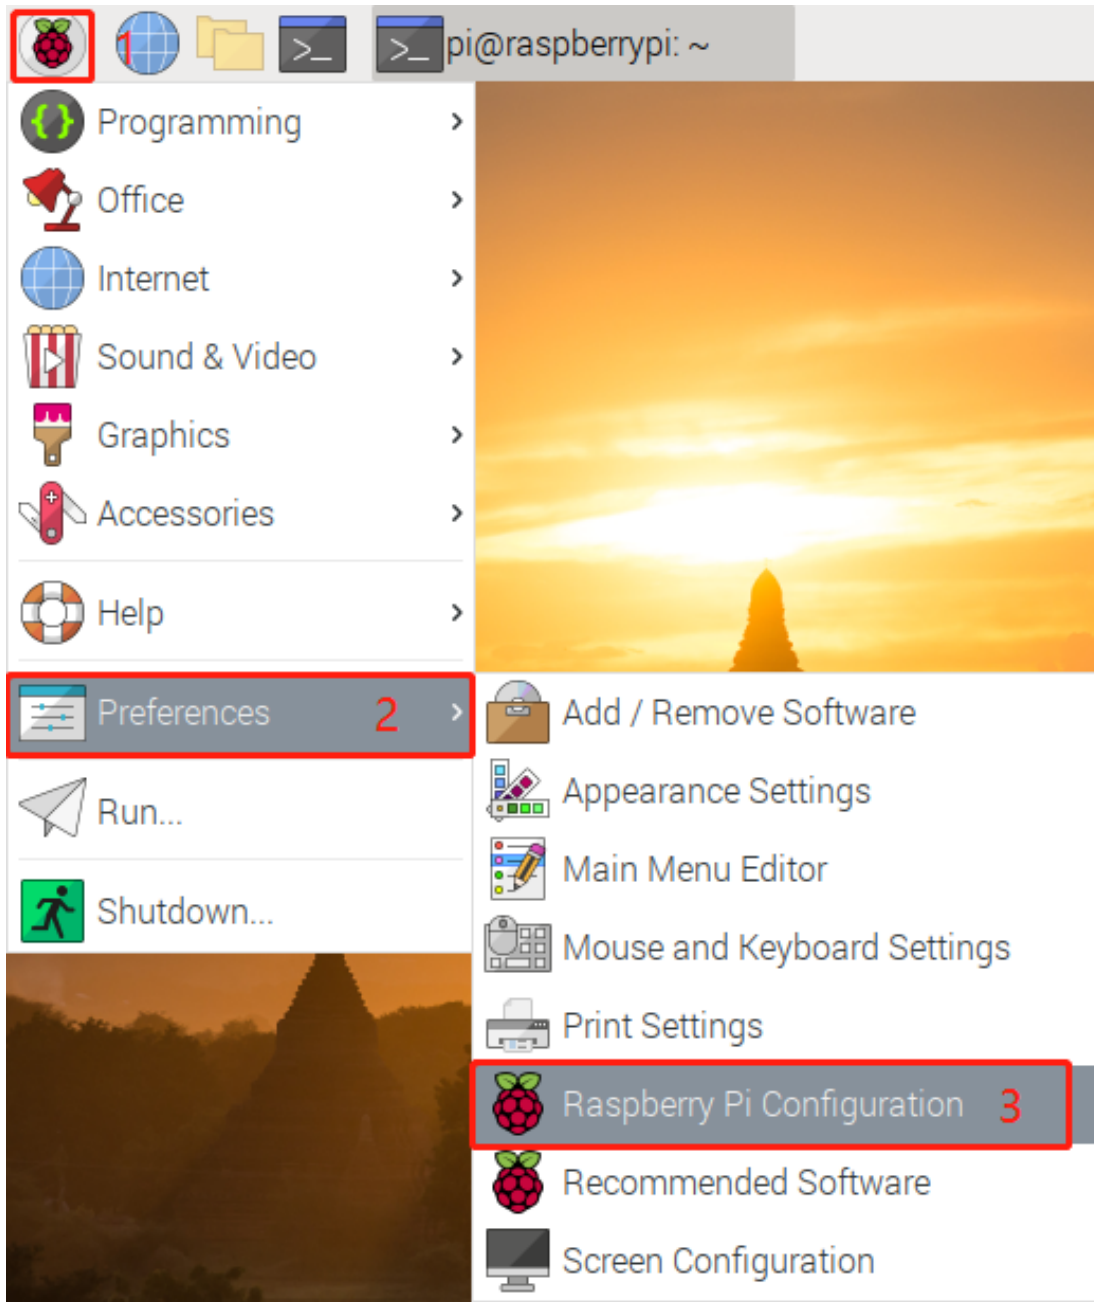 1
>_
>_ pi@raspberrypi: ~
{} Programming
Office
Internet
Sound & Video
Graphics
Accessories
Help
Preferences 2
Run...
Shutdown...
Add / Remove Software
Appearance Settings
Main Menu Editor
Mouse and Keyboard Settings
Print Settings
Raspberry Pi Configuration 3
Recommended Software
Screen Configuration